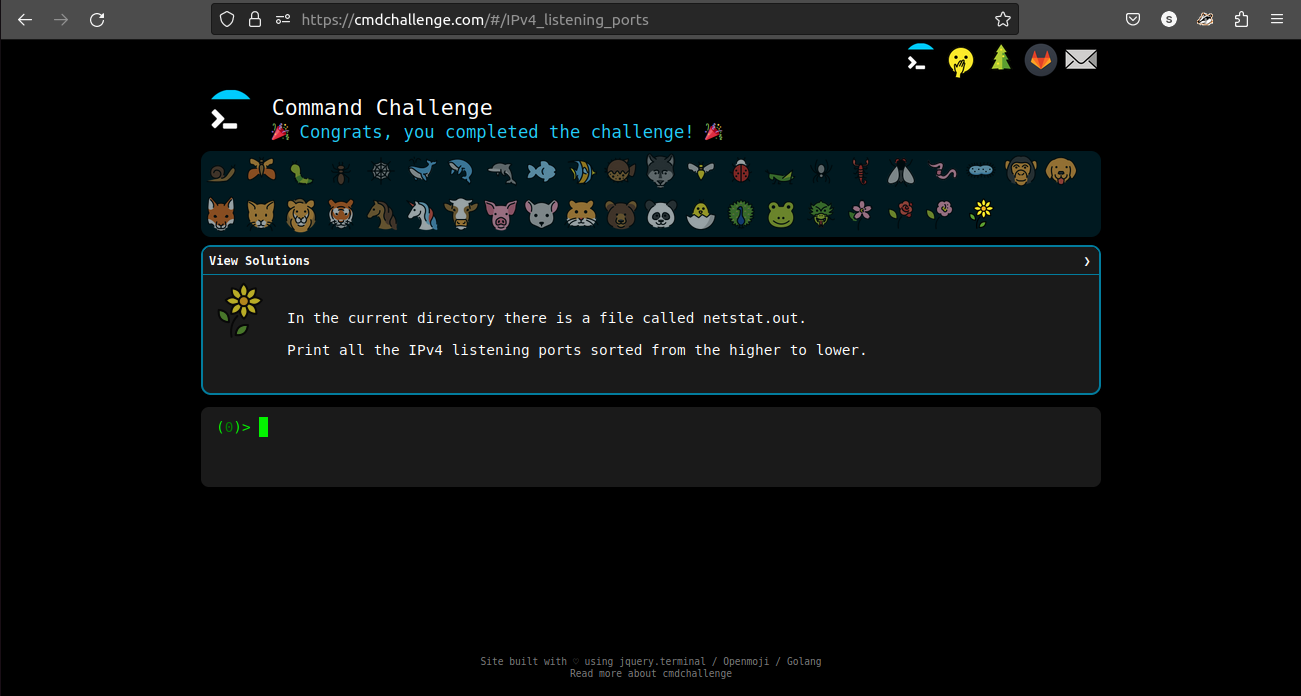 https://cmdchallenge.com/#/IPv4_listening_ports
S
Command Challenge
🎉 Congrats, you completed the challenge! 🎉
View Solutions ❯
In the current directory there is a file called netstat.out.
Print all the IPv4 listening ports sorted from the higher to lower.
(0)>
Site built with ♡ using jquery.terminal / Openmoji / Golang
Read more about cmdchallenge